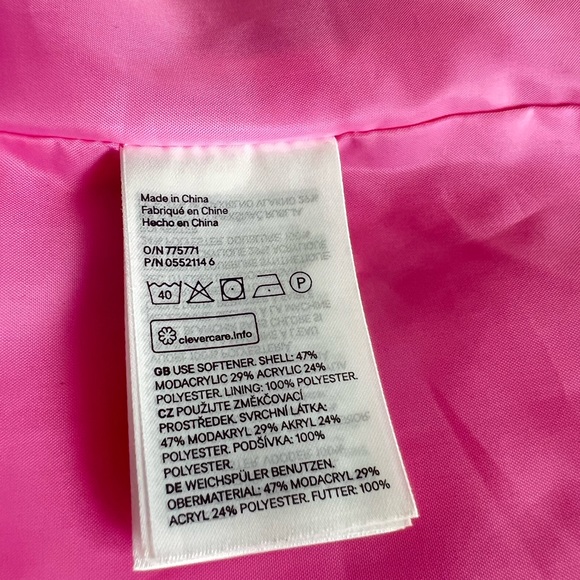 Made in China
Fabriqué en Chine
Hecho en China
O/N 775771
P/N 0552114 6
40
P
clevercare.info
GB USE SOFTENER. SHELL: 47%
MODACRYLIC 29% ACRYLIC 24%
POLYESTER. LINING: 100% POLYESTER.
CZ POUŽIJTE ZMĚKČOVACÍ
PROSTŘEDEK. SVRCHNÍ LÁTKA:
47% MODAKRYL 29% AKRYL 24%
POLYESTER. PODŠÍVKA: 100%
POLYESTER.
DE WEICHSPÜLER BENUTZEN.
OBERMATERIAL: 47% MODACRYL 29%
ACRYL 24% POLYESTER. FUTTER: 100%